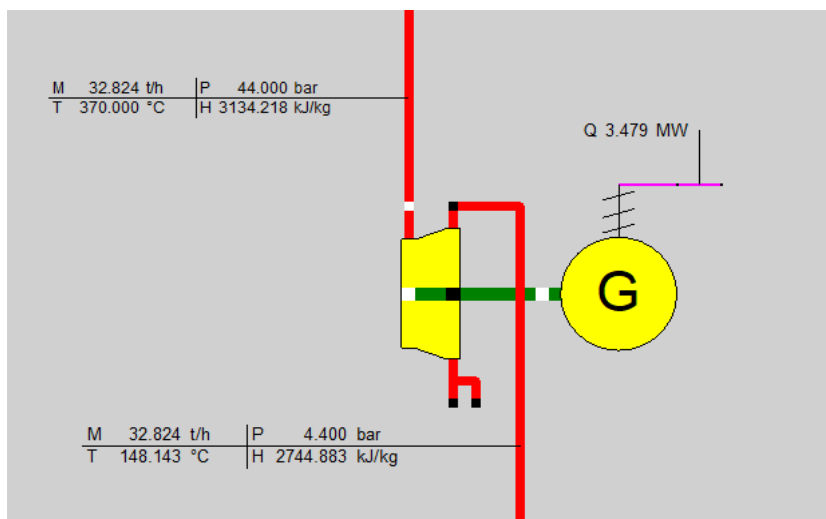 M 32.824 t/h P 44.000 bar
T 370.000 °C H 3134.218 kJ/kg
Q 3.479 MW
G
M 32.824 t/h P 4.400 bar
T 148.143 °C H 2744.883 kJ/kg